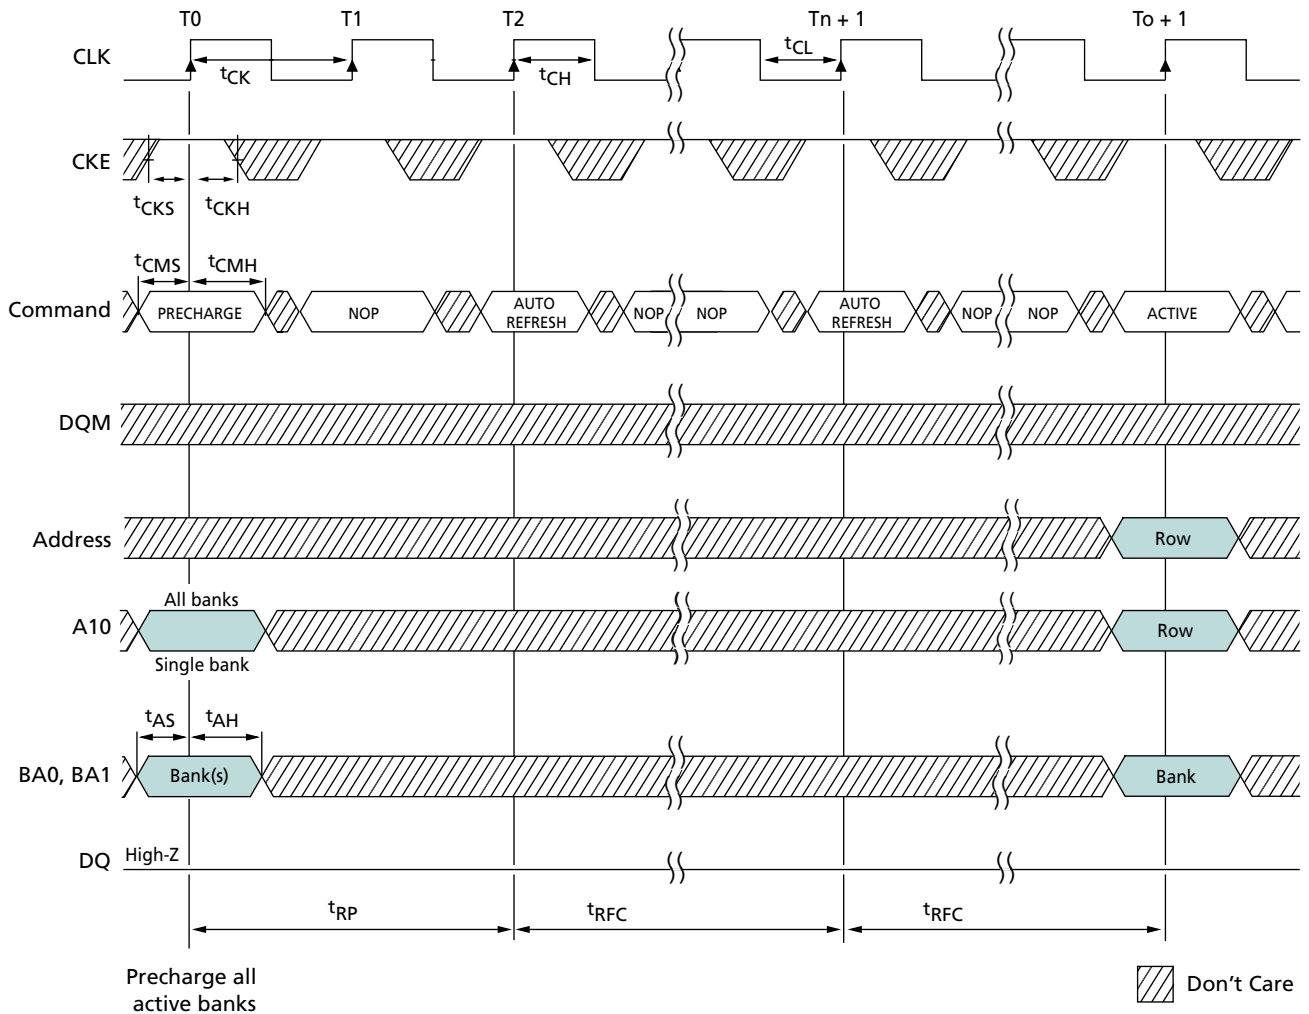 T0 T1 T2 Tn + 1 To + 1
CLK
tCK tCH tCL
CKE
tCKS tCKH
tCMS tCMH
Command PRECHARGE NOP AUTO REFRESH NOP NOP AUTO REFRESH NOP NOP ACTIVE
DQM
Address Row
All banks
A10 Row
Single bank
tAS tAH
BA0, BA1 Bank(s) Bank
DQ High-Z
tRP tRFC tRFC
Precharge all
active banks
Don't Care